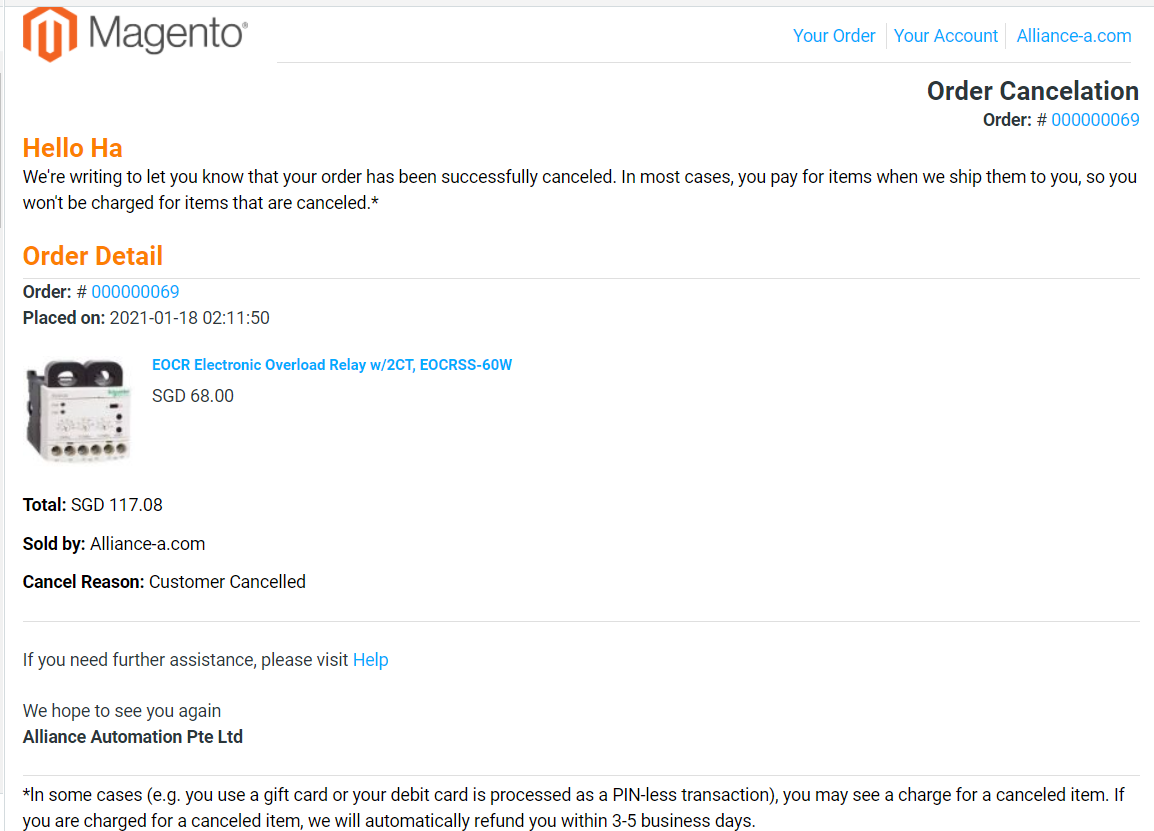 Magento®
Your Order Your Account Alliance-a.com
Order Cancelation
Order: # 000000069
Hello Ha
We're writing to let you know that your order has been successfully canceled. In most cases, you pay for items when we ship them to you, so you
won't be charged for items that are canceled.*
Order Detail
Order: # 000000069
Placed on: 2021-01-18 02:11:50
EOCR Electronic Overload Relay w/2CT, EOCRSS-60W
SGD 68.00
Total: SGD 117.08
Sold by: Alliance-a.com
Cancel Reason: Customer Cancelled
If you need further assistance, please visit Help
We hope to see you again
Alliance Automation Pte Ltd
*In some cases (e.g. you use a gift card or your debit card is processed as a PIN-less transaction), you may see a charge for a canceled item. If
you are charged for a canceled item, we will automatically refund you within 3-5 business days.